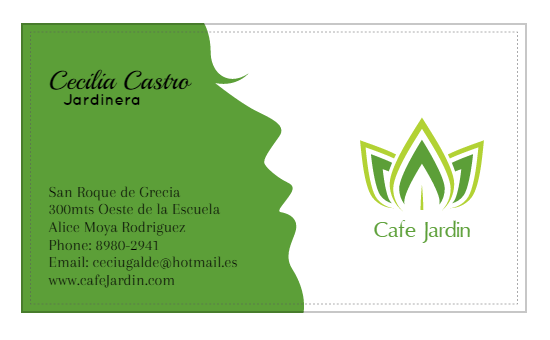 Cecilia Castro
Jardinera
San Roque de Grecia
300mts Oeste de la Escuela
Alice Moya Rodriguez
Phone: 8980-2941
Email: ceciugalde@hotmail.es
www.cafeJardin.com
Cafe Jardin